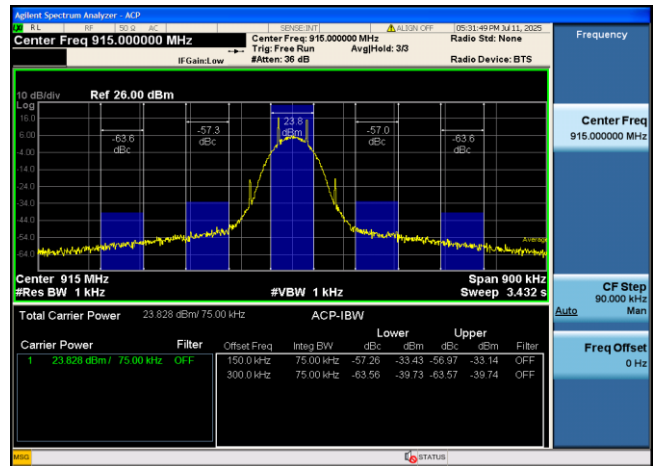 Agilent Spectrum Analyzer - ACP
RL RF 50 Ω AC SENSE:INT ALIGN OFF 05:31:49 PM Jul 11, 2025
Center Freq 915.000000 MHz
Center Freq: 915.000000 MHz
Radio Std: None
Trig: Free Run Avg|Hold: 3/3
IFGain:Low #Atten: 36 dB Radio Device: BTS
Frequency
10 dB/div Ref 26.00 dBm
Log
16.0
6.00
-4.00
-14.0
-24.0
-34.0
-44.0
-54.0
-64.0
-63.6 dBc
-57.3 dBc
23.8 dBm
-57.0 dBc
-63.6 dBc
Average
Center 915 MHz Span 900 kHz
#Res BW 1 kHz #VBW 1 kHz Sweep 3.432 s
Total Carrier Power 23.828 dBm/ 75.00 kHz ACP-IBW
Lower Upper
Carrier Power Filter Offset Freq Integ BW dBc dBm dBc dBm Filter
1 23.828 dBm / 75.00 kHz OFF 150.0 kHz 75.00 kHz -57.26 -33.43 -56.97 -33.14 OFF
300.0 kHz 75.00 kHz -63.56 -39.73 -63.57 -39.74 OFF
Center Freq
915.000000 MHz
CF Step
90.000 kHz
Auto Man
Freq Offset
0 Hz
MSG STATUS